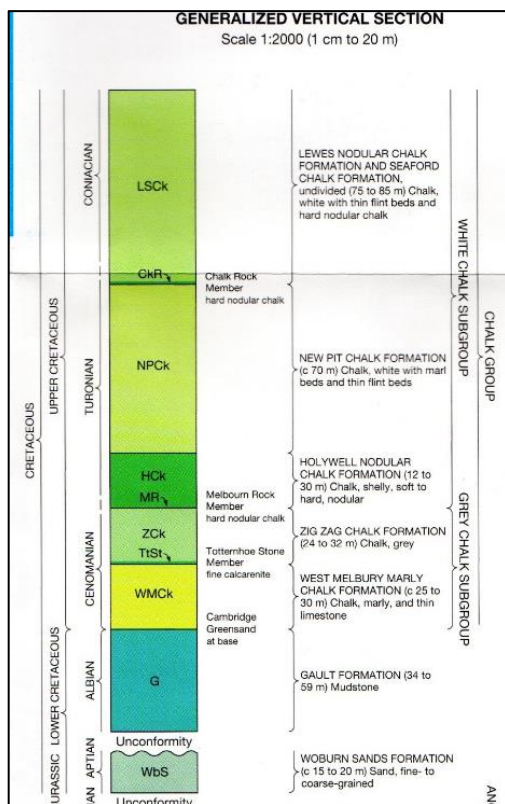 GENERALIZED VERTICAL SECTION
Scale 1:2000 (1 cm to 20 m)
CRETACEOUS
UPPER CRETACEOUS
LOWER CRETACEOUS
CONIACIAN
TURONIAN
CENOMANIAN
ALBIAN
APTIAN
LSCk
CkR
NPCk
HCk
MR
ZCk
TtSt
WMCk
G
Unconformity
WbS
Unconformity
Chalk Rock
Member
hard nodular chalk
Melbourn Rock
Member
hard nodular chalk
Totternhoe Stone
Member
fine calcarenite
Cambridge
Greensand
at base
LEWES NODULAR CHALK
FORMATION AND SEAFORD
CHALK FORMATION,
undivided (75 to 85 m) Chalk,
white with thin flint beds and
hard nodular chalk
NEW PIT CHALK FORMATION
(c 70 m) Chalk, white with marl
beds and thin flint beds
HOLYWELL NODULAR
CHALK FORMATION (12 to
30 m) Chalk, shelly, soft to
hard, nodular
ZIG ZAG CHALK FORMATION
(24 to 32 m) Chalk, grey
WEST MELBURY MARLY
CHALK FORMATION (c 25 to
30 m) Chalk, marly, and thin
limestone
GAULT FORMATION (34 to
59 m) Mudstone
WOBURN SANDS FORMATION
(c 15 to 20 m) Sand, fine- to
coarse-grained
WHITE CHALK SUBGROUP
GREY CHALK SUBGROUP
CHALK GROUP